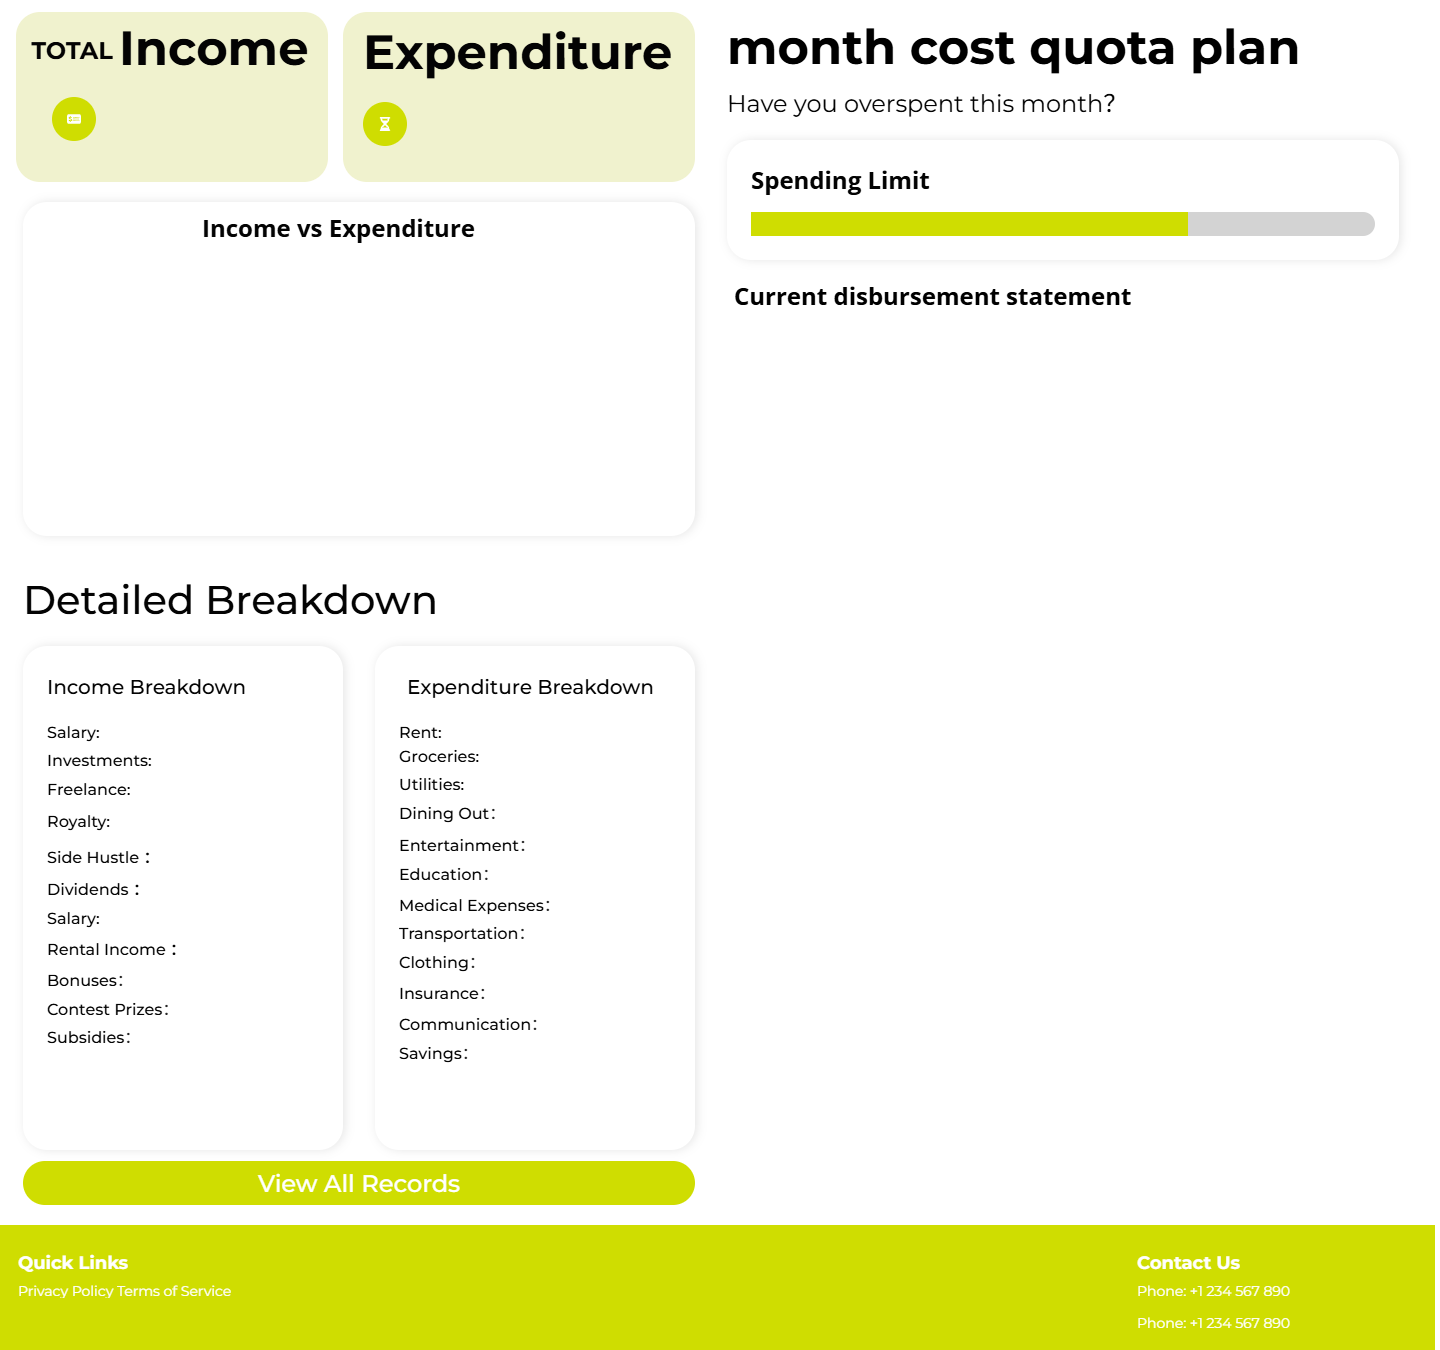 TOTAL Income
Expenditure
Income vs Expenditure
month cost quota plan
Have you overspent this month?
Spending Limit
Current disbursement statement
Detailed Breakdown
Income Breakdown
Salary:
Investments:
Freelance:
Royalty:
Side Hustle：
Dividends：
Salary:
Rental Income：
Bonuses：
Contest Prizes：
Subsidies：
Expenditure Breakdown
Rent:
Groceries:
Utilities:
Dining Out：
Entertainment：
Education：
Medical Expenses：
Transportation：
Clothing：
Insurance：
Communication：
Savings：
View All Records
Quick Links
Privacy Policy Terms of Service
Contact Us
Phone: +1 234 567 890
Phone: +1 234 567 890